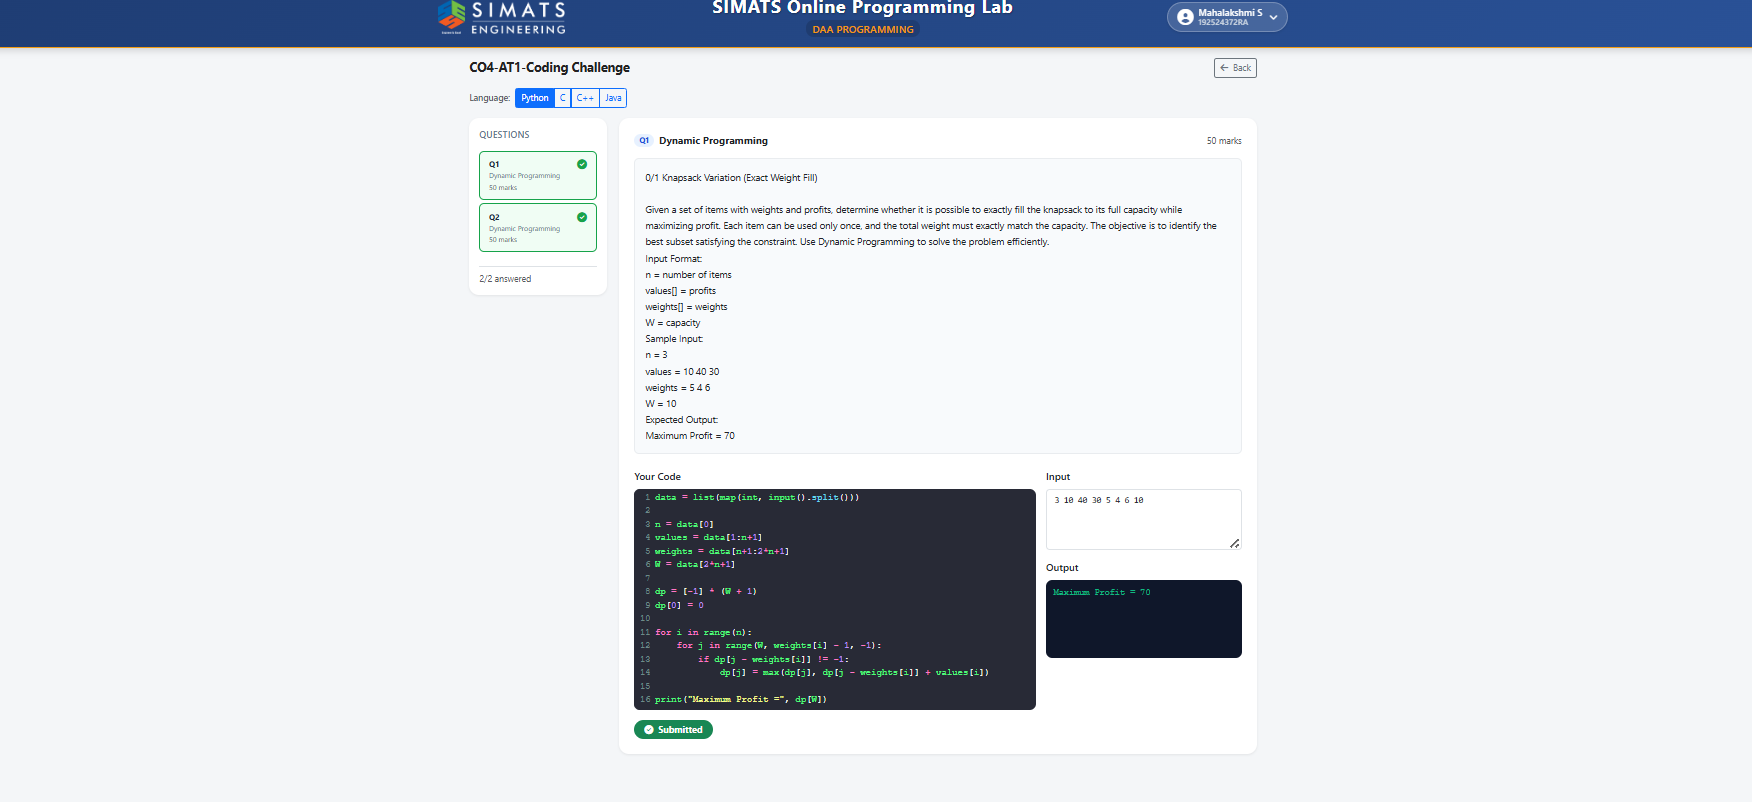 SIMATS
ENGINEERING
SIMATS Online Programming Lab
DAA PROGRAMMING
Mahalakshmi S
192524372RA
CO4-AT1-Coding Challenge
← Back
Language: Python C C++ Java
QUESTIONS
Q1
Dynamic Programming
50 marks
Q2
Dynamic Programming
50 marks
2/2 answered
Q1 Dynamic Programming
50 marks
0/1 Knapsack Variation (Exact Weight Fill)
Given a set of items with weights and profits, determine whether it is possible to exactly fill the knapsack to its full capacity while
maximizing profit. Each item can be used only once, and the total weight must exactly match the capacity. The objective is to identify the
best subset satisfying the constraint. Use Dynamic Programming to solve the problem efficiently.
Input Format:
n = number of items
values[] = profits
weights[] = weights
W = capacity
Sample Input:
n = 3
values = 10 40 30
weights = 5 4 6
W = 10
Expected Output:
Maximum Profit = 70
Your Code
1 data = list(map(int, input().split()))
2
3 n = data[0]
4 values = data[1:n+1]
5 weights = data[n+1:2*n+1]
6 W = data[2*n+1]
7
8 dp = [-1] * (W + 1)
9 dp[0] = 0
10
11 for i in range(n):
12     for j in range(W, weights[i] - 1, -1):
13         if dp[j - weights[i]] != -1:
14             dp[j] = max(dp[j], dp[j - weights[i]] + values[i])
15
16 print("Maximum Profit =", dp[W])
Submitted
Input
3 10 40 30 5 4 6 10
Output
Maximum Profit = 70